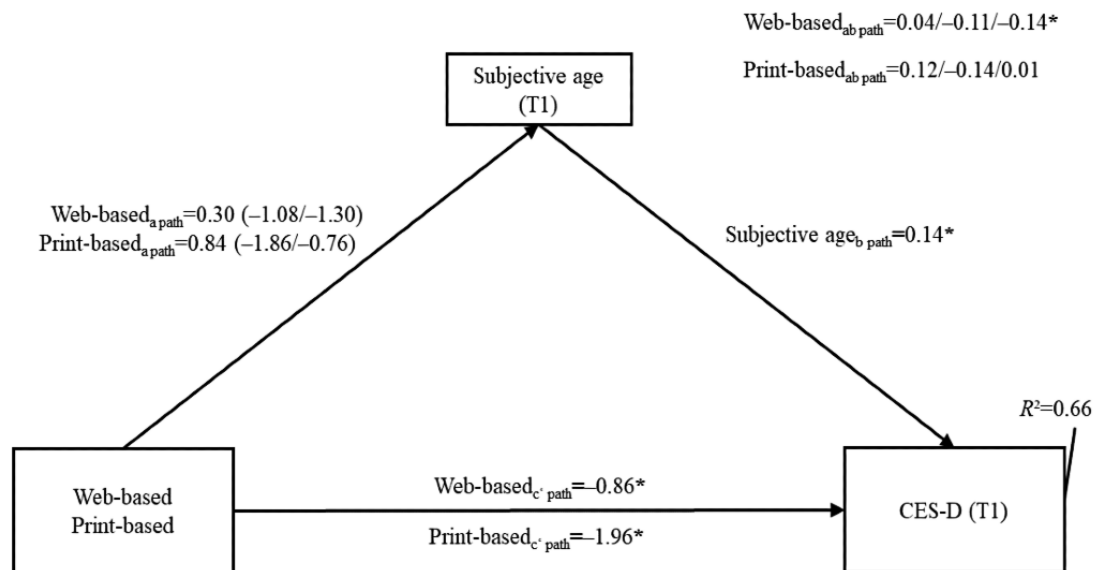 Web-based ab path=0.04/–0.11/–0.14*
Print-based ab path=0.12/–0.14/0.01
Subjective age
(T1)
Web-based a path=0.30 (–1.08/–1.30)
Print-based a path=0.84 (–1.86/–0.76)
Subjective age b path=0.14*
R²=0.66
Web-based
Print-based
Web-based c‘ path=–0.86*
Print-based c‘ path=–1.96*
CES-D (T1)